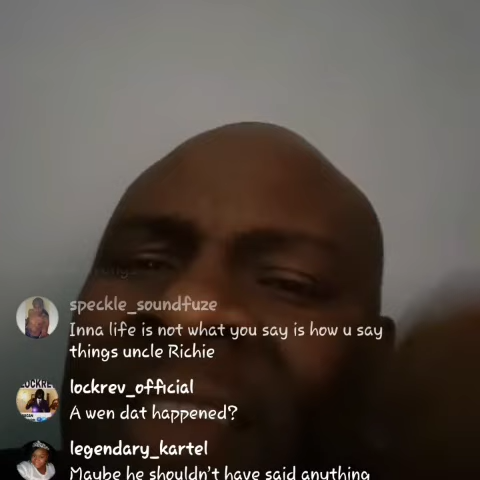 speckle_soundfuze
Inna life is not what you say is how u say
things uncle Richie
lockrev_official
A wen dat happened?
legendary_kartel
Maybe he shouldn't have said anything